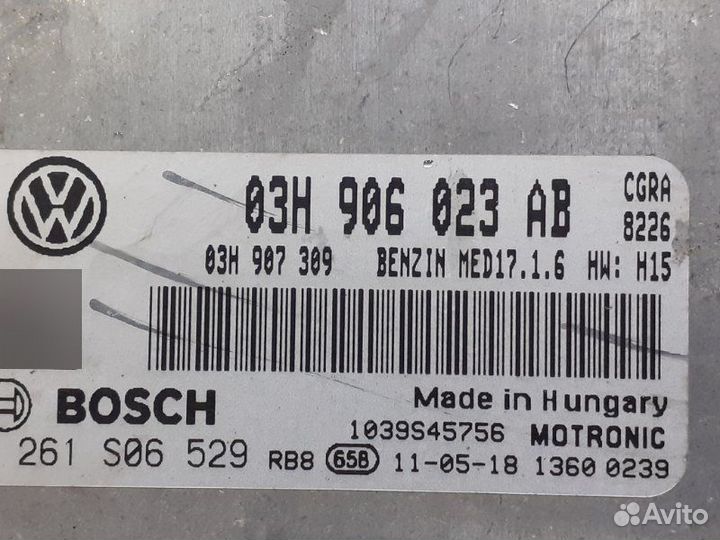 03H 906 023 AB
CGRA
8226
03H 907 309 BENZIN MED17.1.6 HW: H15
BOSCH
Made in Hungary
1039S45756 MOTRONIC
261 S06 529 RB8 65B 11-05-18 1360 0239
Avito